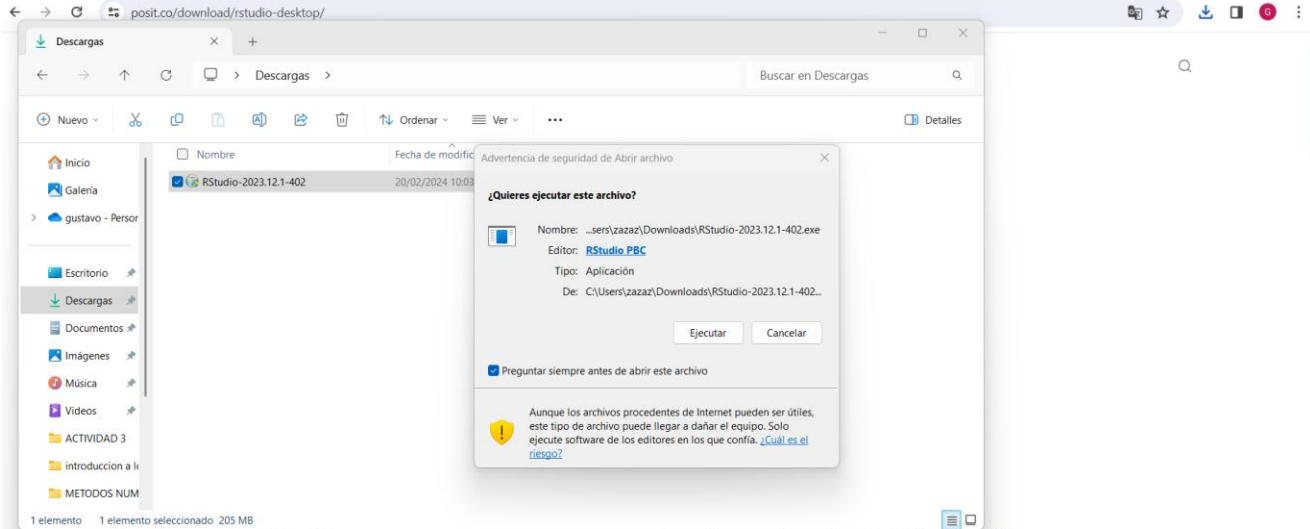 posit.co/download/rstudio-desktop/
G
Descargas
Descargas
Buscar en Descargas
Nuevo
Ordenar
Ver
Detalles
Nombre
Fecha de modific
RStudio-2023.12.1-402
20/02/2024 10:03
Inicio
Galería
gustavo - Person
Escritorio
Descargas
Documentos
Imágenes
Música
Videos
ACTIVIDAD 3
introduccion a
METODOS NUM
Advertencia de seguridad de Abrir archivo
¿Quieres ejecutar este archivo?
Nombre: ...sers\zazaz\Downloads\RStudio-2023.12.1-402.exe
Editor: RStudio PBC
Tipo: Aplicación
De: C:\Users\zazaz\Downloads\RStudio-2023.12.1-402...
Ejecutar Cancelar
Preguntar siempre antes de abrir este archivo
Aunque los archivos procedentes de Internet pueden ser útiles,
este tipo de archivo puede llegar a dañar el equipo. Solo
ejecute software de los editores en los que confía. ¿Cuál es el
riesgo?
1 elemento 1 elemento seleccionado 205 MB